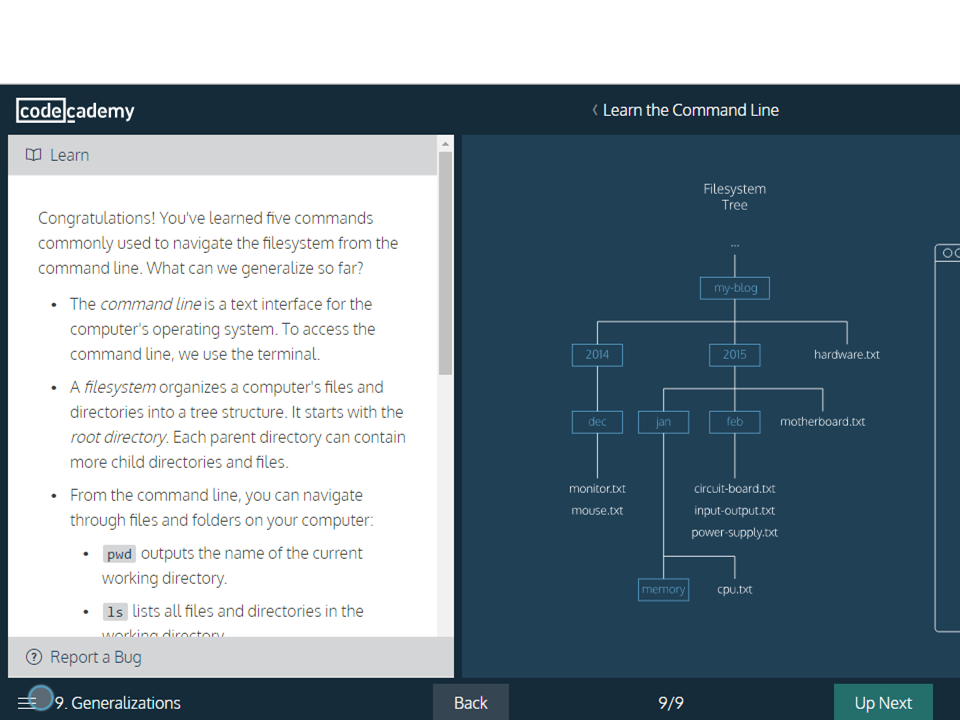 codecademy
Learn the Command Line
Learn
Congratulations! You've learned five commands
commonly used to navigate the filesystem from the
command line. What can we generalize so far?
The command line is a text interface for the
computer's operating system. To access the
command line, we use the terminal.
A filesystem organizes a computer's files and
directories into a tree structure. It starts with the
root directory. Each parent directory can contain
more child directories and files.
From the command line, you can navigate
through files and folders on your computer:
pwd outputs the name of the current
working directory.
ls lists all files and directories in the
working directory.
Report a Bug
Filesystem
Tree
...
my-blog
2014
2015
hardware.txt
dec
jan
feb
motherboard.txt
monitor.txt
mouse.txt
circuit-board.txt
input-output.txt
power-supply.txt
memory
cpu.txt
9. Generalizations
Back
9/9
Up Next